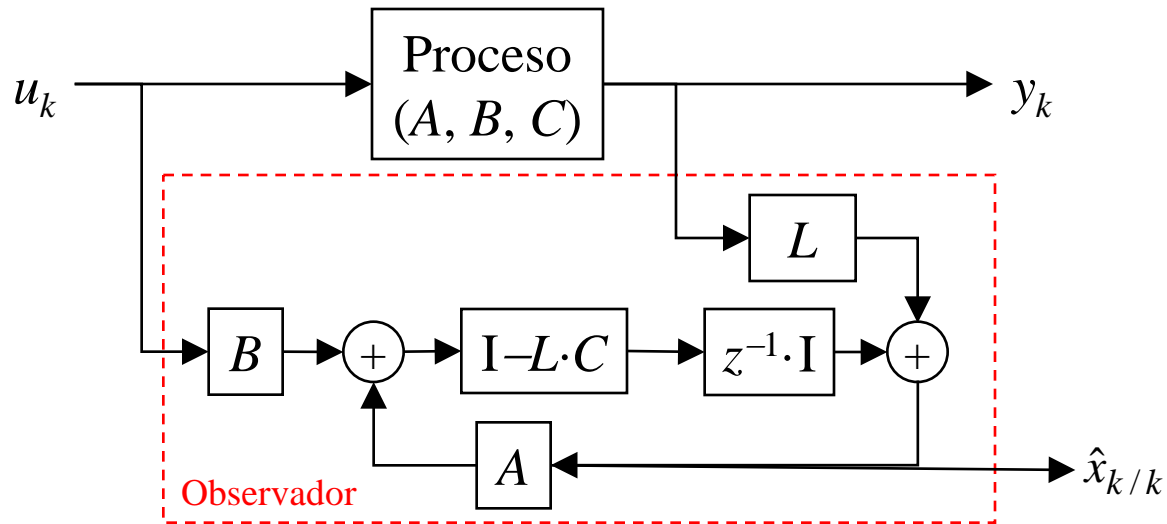 Proceso
(A, B, C)
u_k
y_k
L
B
+
I–L·C
z⁻¹·I
+
A
x̂_{k/k}
Observador